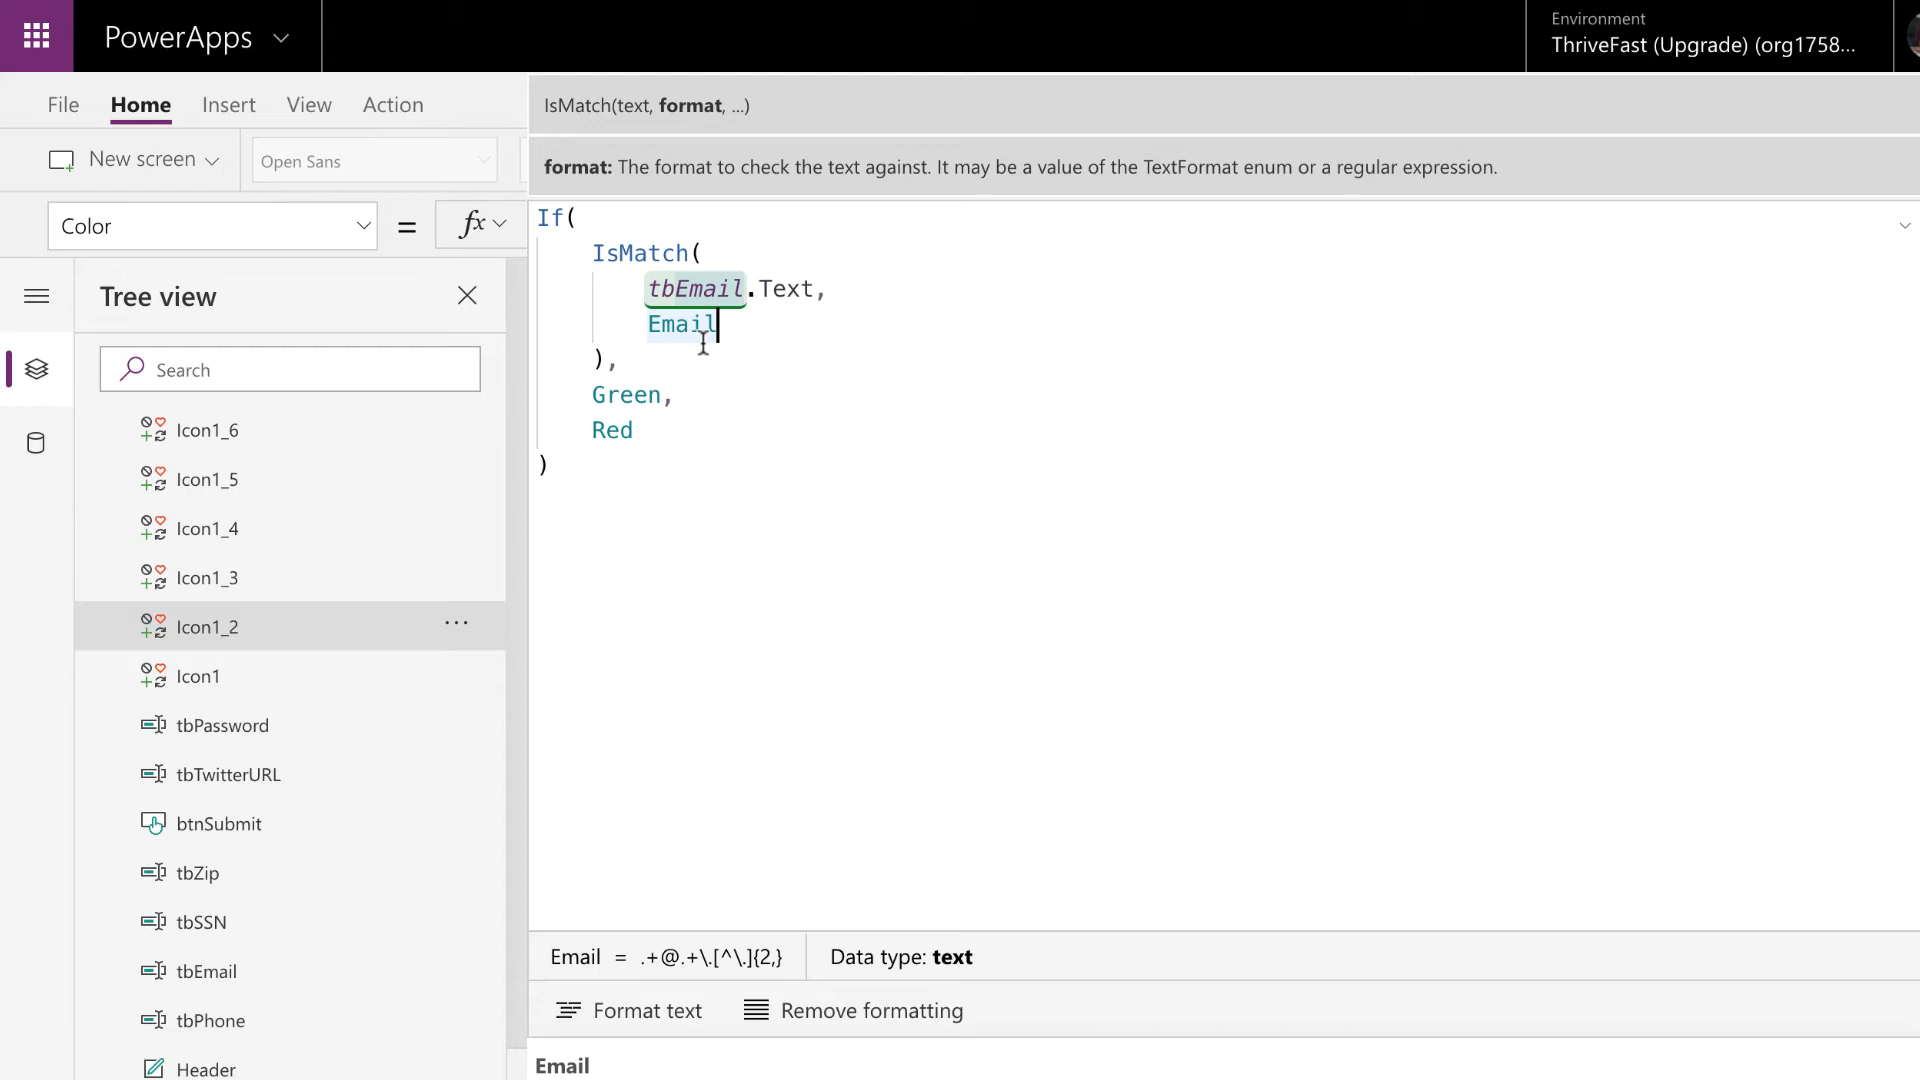 PowerApps
Environment
ThriveFast (Upgrade) (org1758...
File Home Insert View Action
IsMatch(text, format, ...)
New screen
Open Sans
format: The format to check the text against. It may be a value of the TextFormat enum or a regular expression.
Color
=
fx
If(
IsMatch(
tbEmail.Text,
Email
),
Green,
Red
)
Tree view
Search
Icon1_6
Icon1_5
Icon1_4
Icon1_3
Icon1_2
...
Icon1
tbPassword
tbTwitterURL
btnSubmit
tbZip
tbSSN
tbEmail
tbPhone
Header
Email = .+@.+\.[^\.]{2,}
Data type: text
Format text
Remove formatting
Email